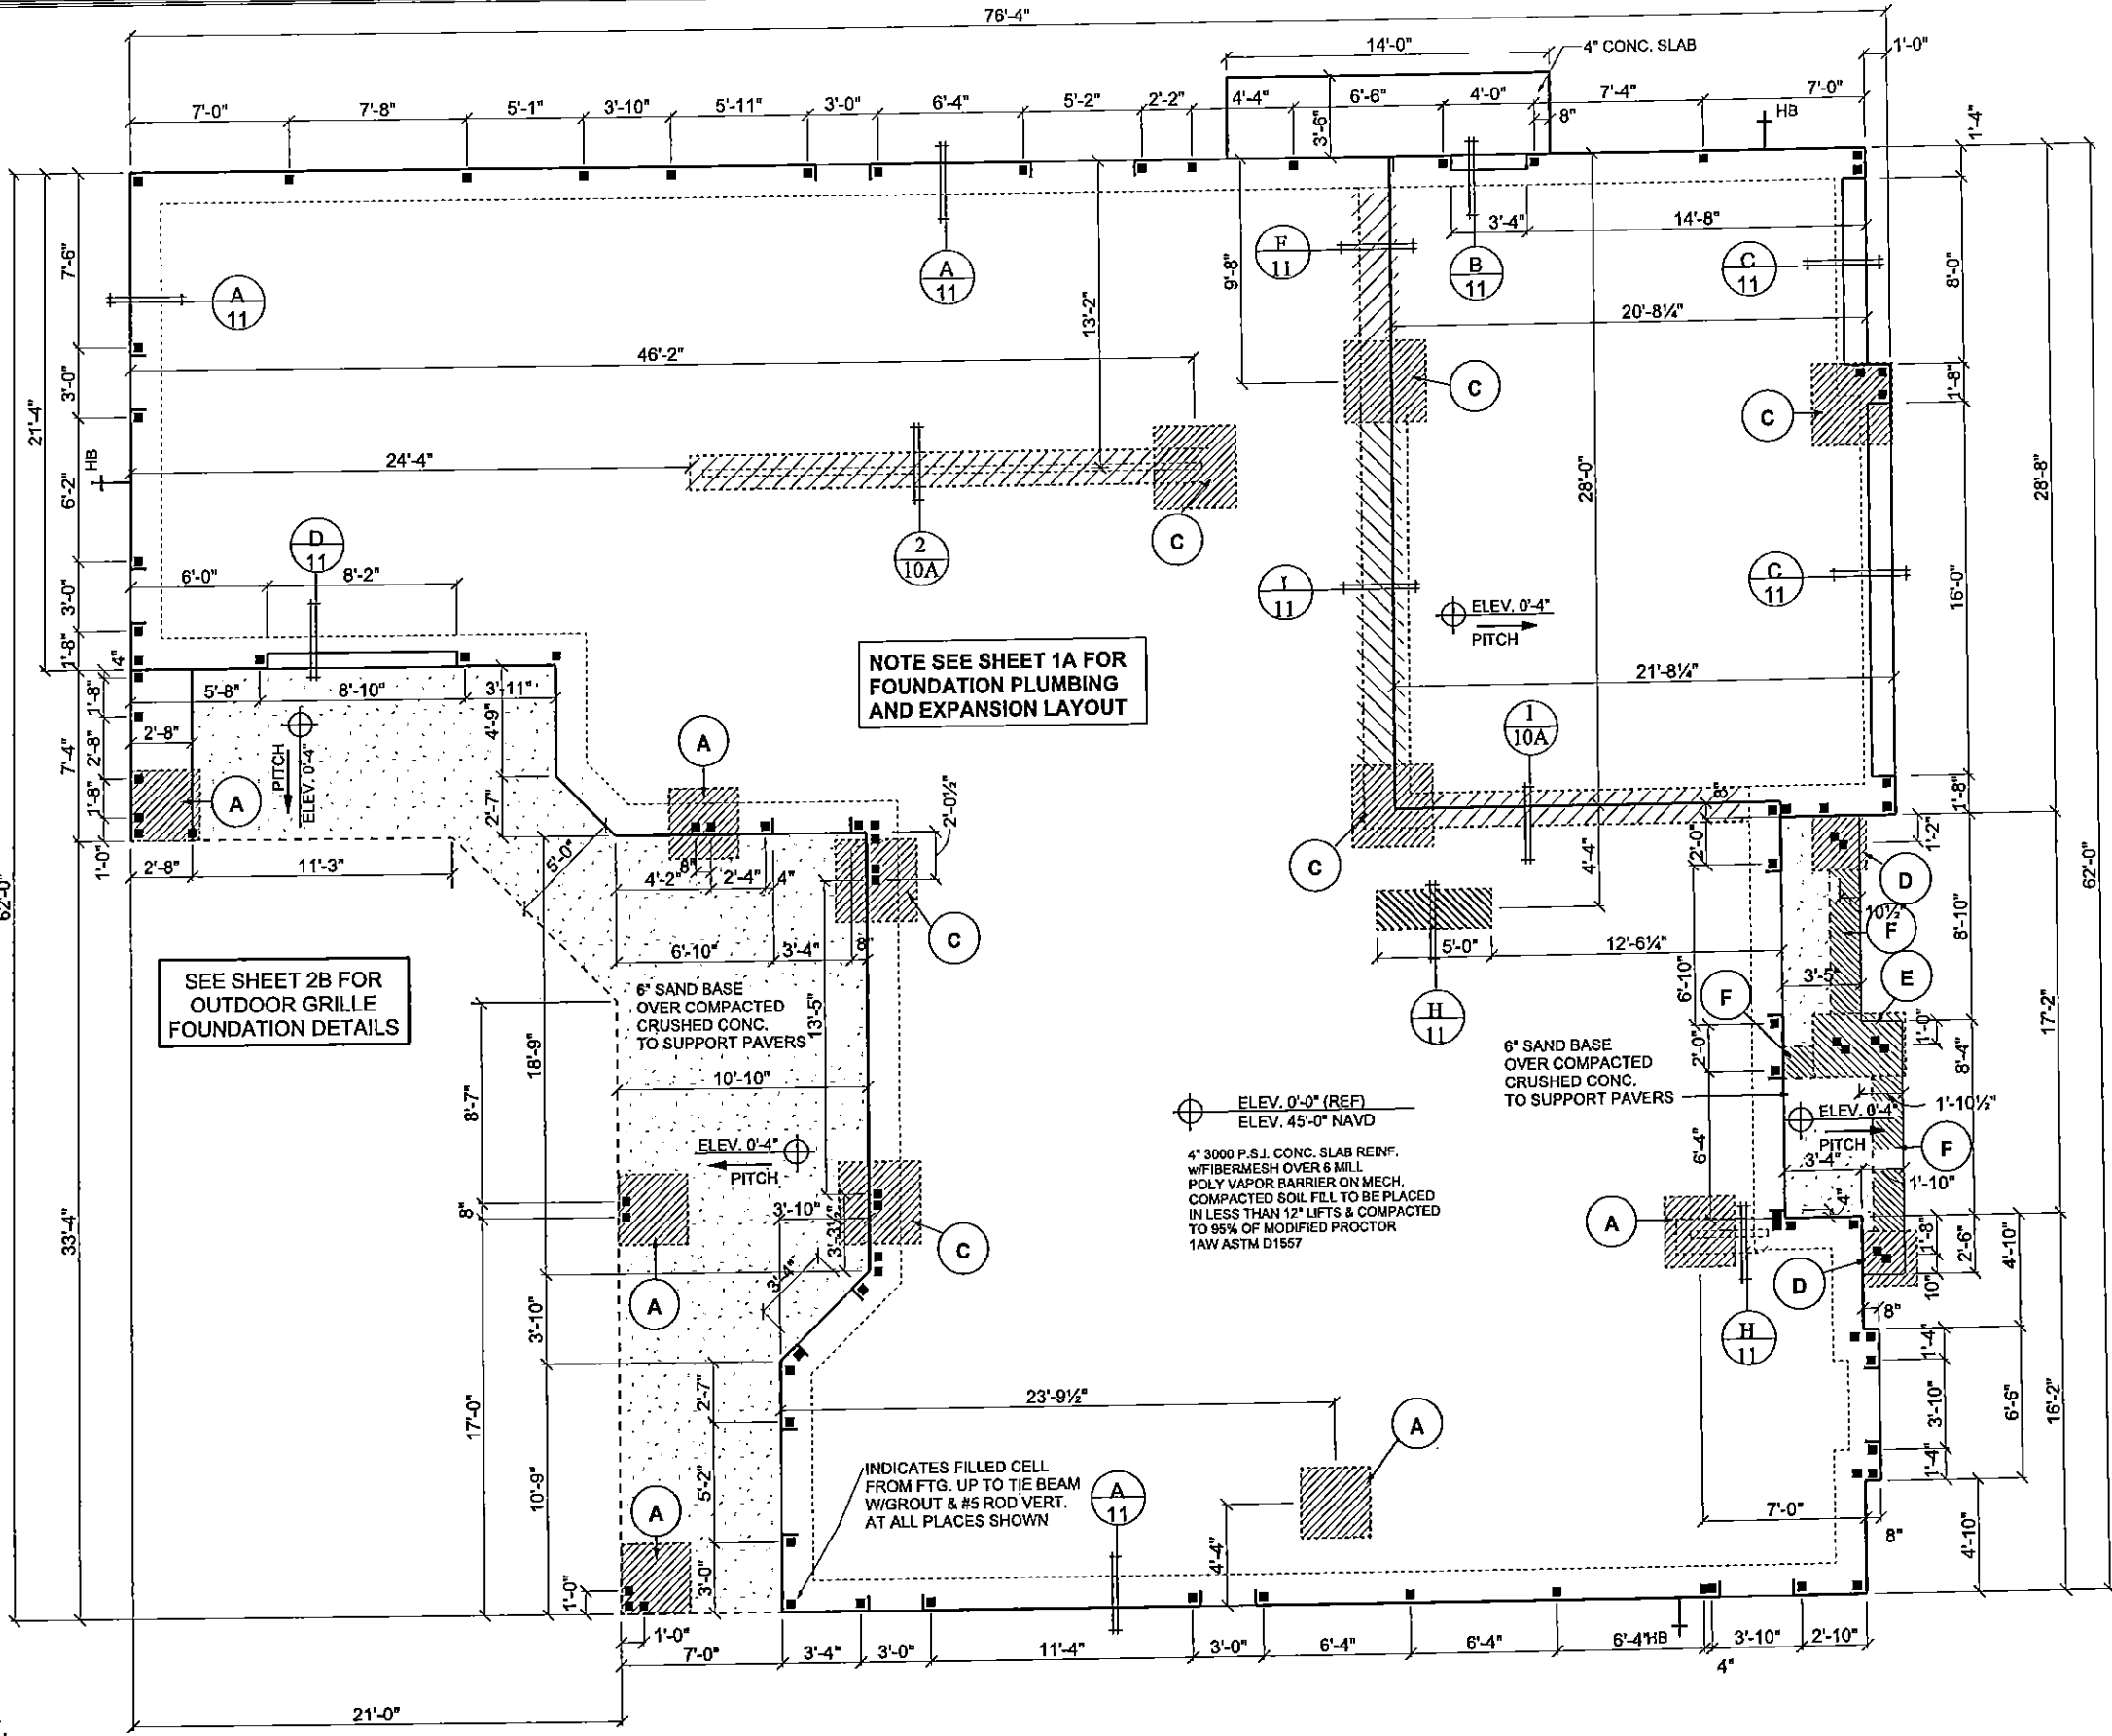 76'-4"
14'-0"
4" CONC. SLAB
1'-0"
7'-0"
7'-8"
5'-1"
3'-10"
5'-11"
3'-0"
6'-4"
5'-2"
2'-2"
4'-4"
6'-6"
4'-0"
7'-4"
7'-0"
3'-6"
8"
HB
1'-4"
7'-6"
A
11
A
11
F
11
B
11
3'-4"
14'-8"
C
11
8'-0"
9'-8"
13'-2"
20'-8¼"
46'-2"
C
C
1'-8"
3'-0"
21'-4"
24'-4"
HB
6'-2"
28'-0"
28'-8"
62'-0"
D
11
2
10A
C
11
C
11
16'-0"
6'-0"
8'-2"
3'-0"
1'-8"
4"
ELEV. 0'-4"
PITCH
NOTE SEE SHEET 1A FOR
FOUNDATION PLUMBING
AND EXPANSION LAYOUT
21'-8¼"
5'-8"
8'-10"
3'-11"
1'-8"
2'-8"
4'-9"
2'-8"
7'-4"
PITCH
ELEV. 0'-4"
A
A
1
10A
1'-8"
2'-7"
8"
1'-8"
2'-0½"
1'-0"
2'-8"
11'-3"
5'-0"
8"
4'-2"
2'-4"
4"
C
2'-0"
4'-4"
1'-2"
D
10½"
F
8'-10"
62'-0"
6'-10"
3'-4"
8"
C
5'-0"
12'-6¼"
6'-10"
3'-5"
E
F
SEE SHEET 2B FOR
OUTDOOR GRILLE
FOUNDATION DETAILS
6" SAND BASE
OVER COMPACTED
CRUSHED CONC.
TO SUPPORT PAVERS
13'-5"
18'-9"
8'-7"
H
11
1'-0"
17'-2"
8'-4"
2'-0"
6" SAND BASE
OVER COMPACTED
CRUSHED CONC.
TO SUPPORT PAVERS
10'-10"
ELEV. 0'-0" (REF)
ELEV. 45'-0" NAVD
ELEV. 0'-4"
PITCH
1'-10½"
F
6'-4"
3'-4"
1'-10"
4"
ELEV. 0'-4"
PITCH
4" 3000 P.S.I. CONC. SLAB REINF.
W/FIBERMESH OVER 6 MILL
POLY VAPOR BARRIER ON MECH.
COMPACTED SOIL FILL TO BE PLACED
IN LESS THAN 12" LIFTS & COMPACTED
TO 95% OF MODIFIED PROCTOR
1AW ASTM D1557
33'-4"
8"
3'-10"
3'-3½"
C
A
A
D
1'-8"
10"
2'-6"
4'-10"
3'-4"
3'-10"
8"
H
11
1'-4"
3'-10"
1'-4"
6'-6"
16'-2"
2'-7"
23'-9½"
A
17'-0"
10'-9"
5'-2"
3'-0"
INDICATES FILLED CELL
FROM FTG. UP TO TIE BEAM
W/GROUT & #5 ROD VERT.
AT ALL PLACES SHOWN
A
11
A
4'-4"
7'-0"
8"
4'-10"
1'-0"
1'-0"
7'-0"
3'-4"
3'-0"
11'-4"
3'-0"
6'-4"
6'-4"
6'-4"
HB
4"
3'-10"
2'-10"
21'-0"